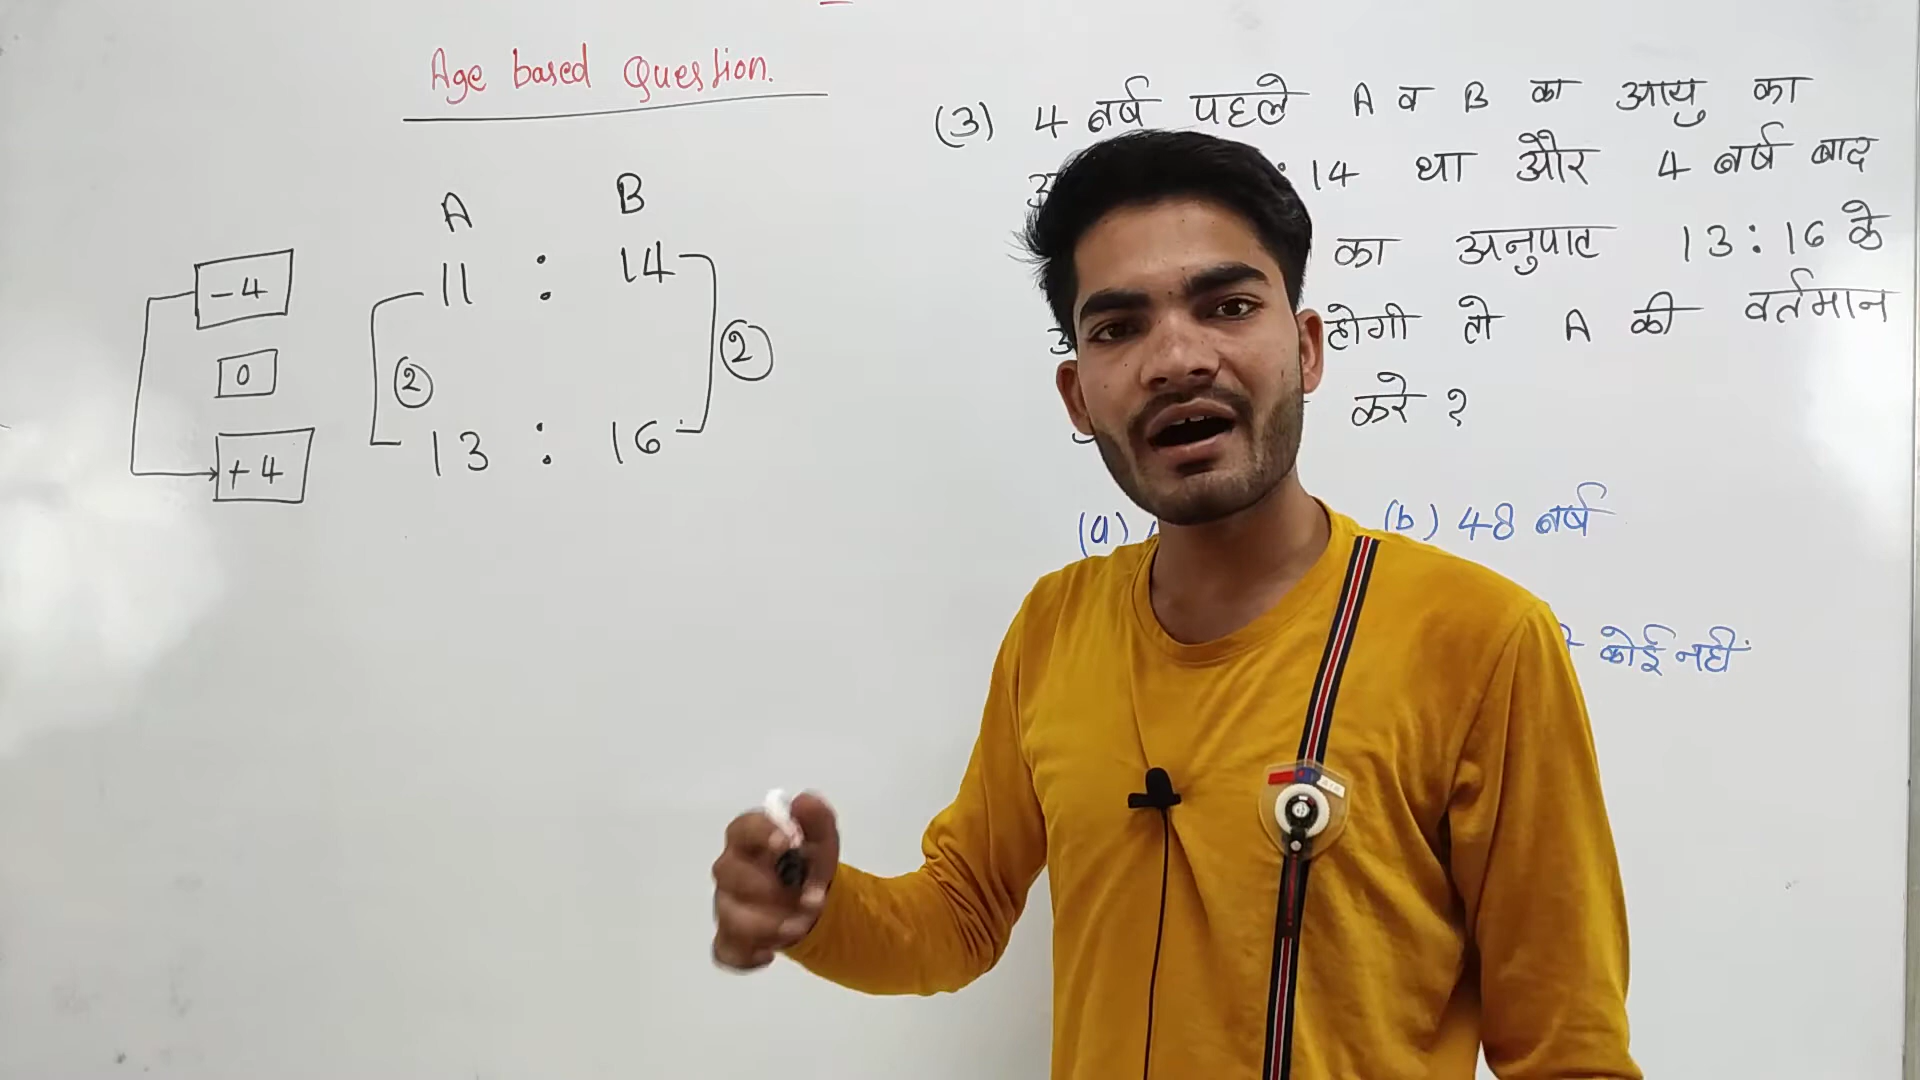 Age based Question.
A : B
-4
11 : 14
0
2
2
+4
13 : 16
(3) 4 वर्ष पहले A व B का आयु का
:14 था और 4 वर्ष बाद
का अनुपात 13:16 के
होगी तो A की वर्तमान
करे ?
(a)
(b) 48 वर्ष
कोई नहीं